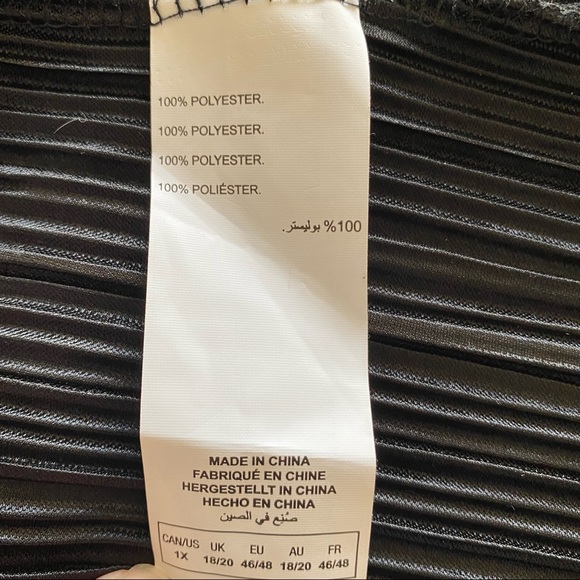 100% POLYESTER.
100% POLYESTER.
100% POLYESTER.
100% POLIÉSTER.
100% بوليستر.
MADE IN CHINA
FABRIQUÉ EN CHINE
HERGESTELLT IN CHINA
HECHO EN CHINA
صُنِع في الصين
CAN/US UK EU AU FR
1X 18/20 46/48 18/20 46/48